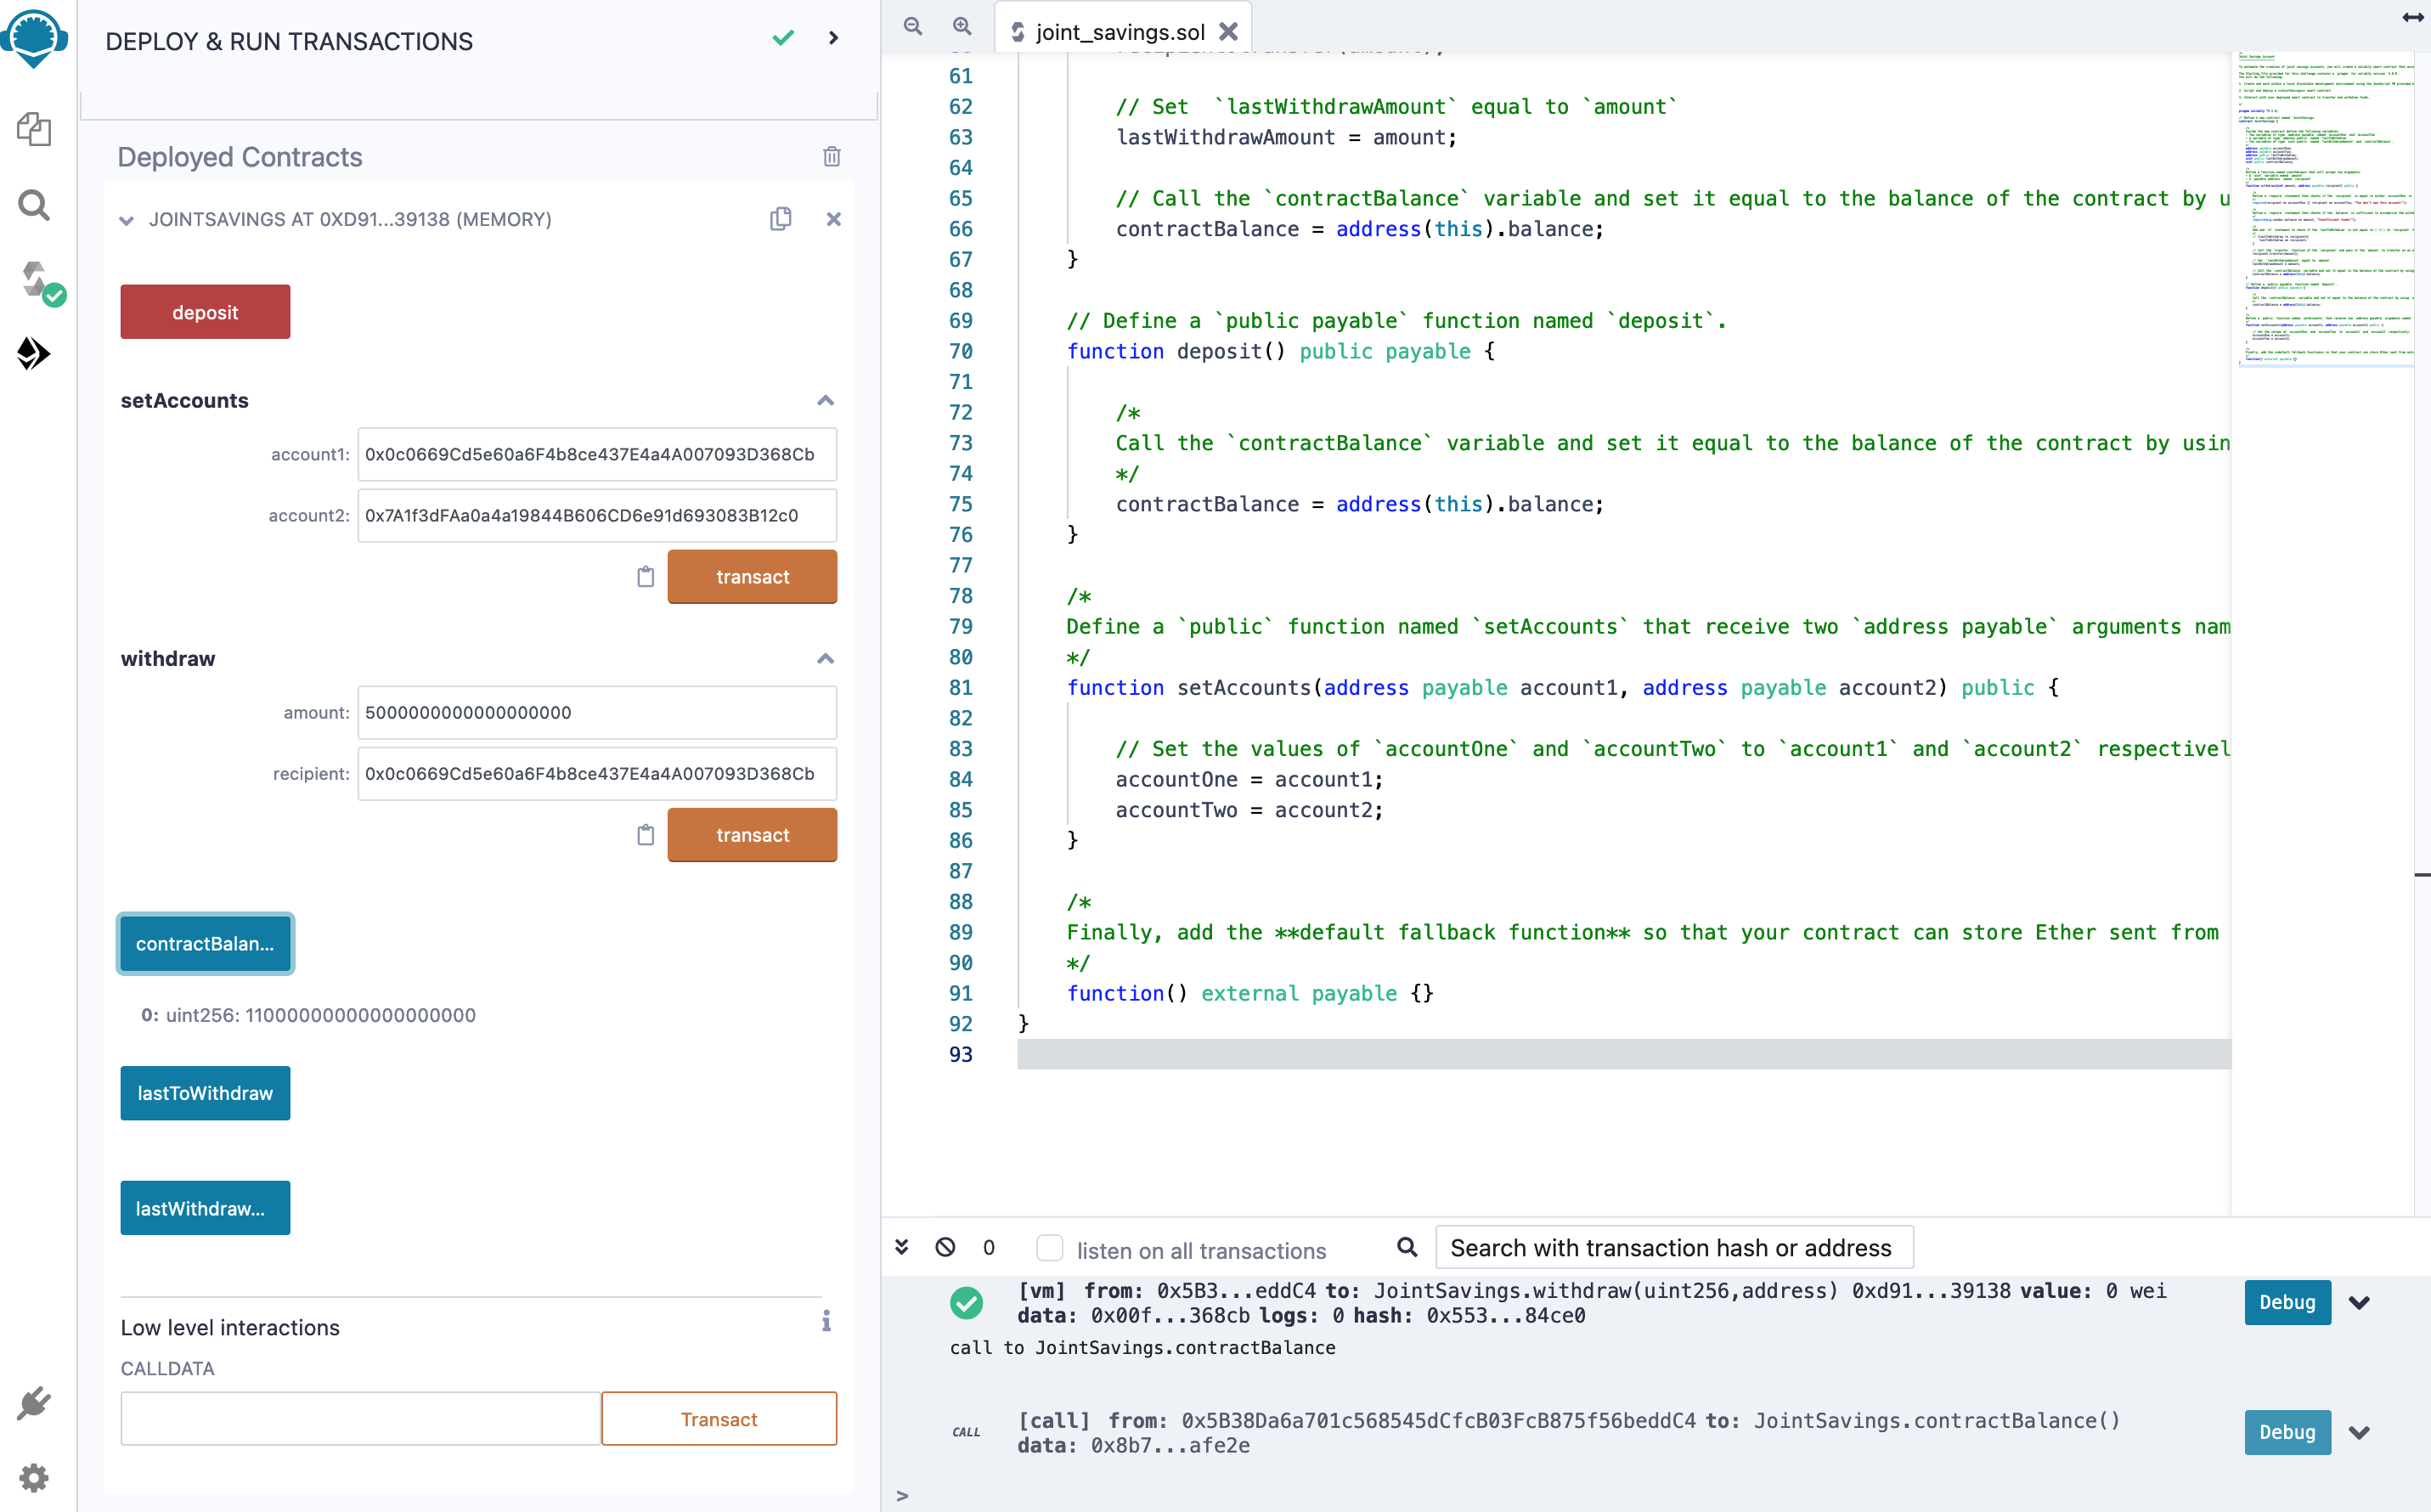 DEPLOY & RUN TRANSACTIONS
Deployed Contracts
JOINTSAVINGS AT 0XD91...39138 (MEMORY)
deposit
setAccounts
account1: 0x0c0669Cd5e60a6F4b8ce437E4a4A007093D368Cb
account2: 0x7A1f3dFAa0a4a19844B606CD6e91d693083B12c0
transact
withdraw
amount: 5000000000000000000
recipient: 0x0c0669Cd5e60a6F4b8ce437E4a4A007093D368Cb
transact
contractBalan...
0: uint256: 11000000000000000000
lastToWithdraw
lastWithdraw...
Low level interactions
CALLDATA
Transact
joint_savings.sol
61
62 // Set  `lastWithdrawAmount` equal to `amount`
63 lastWithdrawAmount = amount;
64
65 // Call the `contractBalance` variable and set it equal to the balance of the contract by u
66 contractBalance = address(this).balance;
67 }
68
69 // Define a `public payable` function named `deposit`.
70 function deposit() public payable {
71
72 /*
73 Call the `contractBalance` variable and set it equal to the balance of the contract by usin
74 */
75 contractBalance = address(this).balance;
76 }
77
78 /*
79 Define a `public` function named `setAccounts` that receive two `address payable` arguments nam
80 */
81 function setAccounts(address payable account1, address payable account2) public {
82
83 // Set the values of `accountOne` and `accountTwo` to `account1` and `account2` respectivel
84 accountOne = account1;
85 accountTwo = account2;
86 }
87
88 /*
89 Finally, add the **default fallback function** so that your contract can store Ether sent from
90 */
91 function() external payable {}
92 }
93
0 listen on all transactions Search with transaction hash or address
[vm] from: 0x5B3...eddC4 to: JointSavings.withdraw(uint256,address) 0xd91...39138 value: 0 wei
data: 0x00f...368cb logs: 0 hash: 0x553...84ce0
Debug
call to JointSavings.contractBalance
CALL [call] from: 0x5B38Da6a701c568545dCfcB03FcB875f56beddC4 to: JointSavings.contractBalance()
data: 0x8b7...afe2e
Debug
>